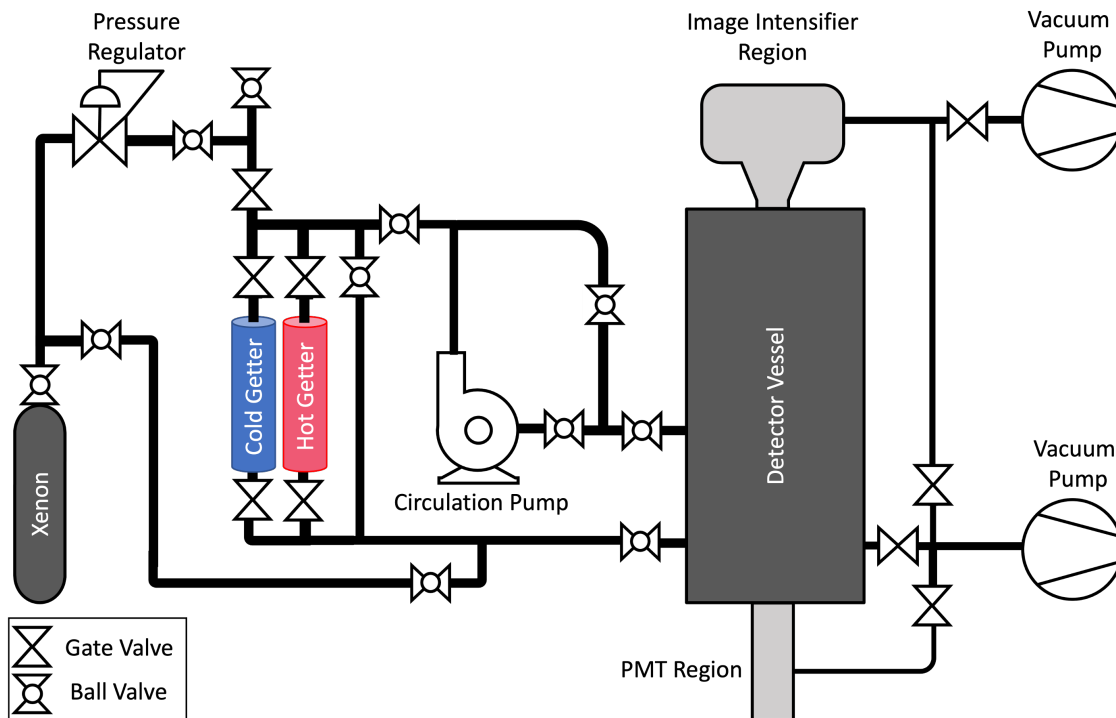 Pressure
Regulator
Image Intensifier
Region
Vacuum
Pump
Cold Getter
Hot Getter
Detector Vessel
Circulation Pump
Vacuum
Pump
Xenon
Gate Valve
Ball Valve
PMT Region